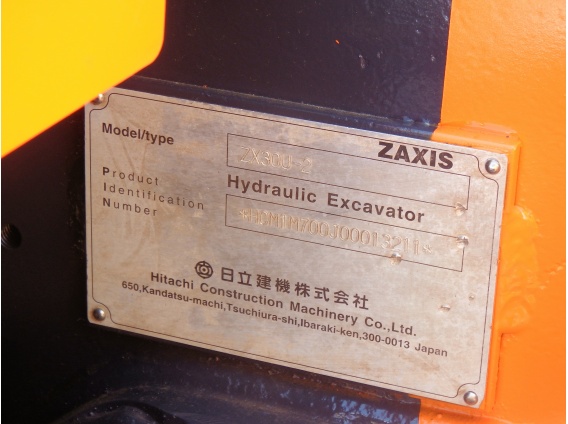 ZAXIS
Model/type
Hydraulic Excavator
Product
Identification
Number
日立建機株式会社
Hitachi Construction Machinery Co.,Ltd.
650,Kandatsu-machi,Tsuchiura-shi,Ibaraki-ken,300-0013 Japan